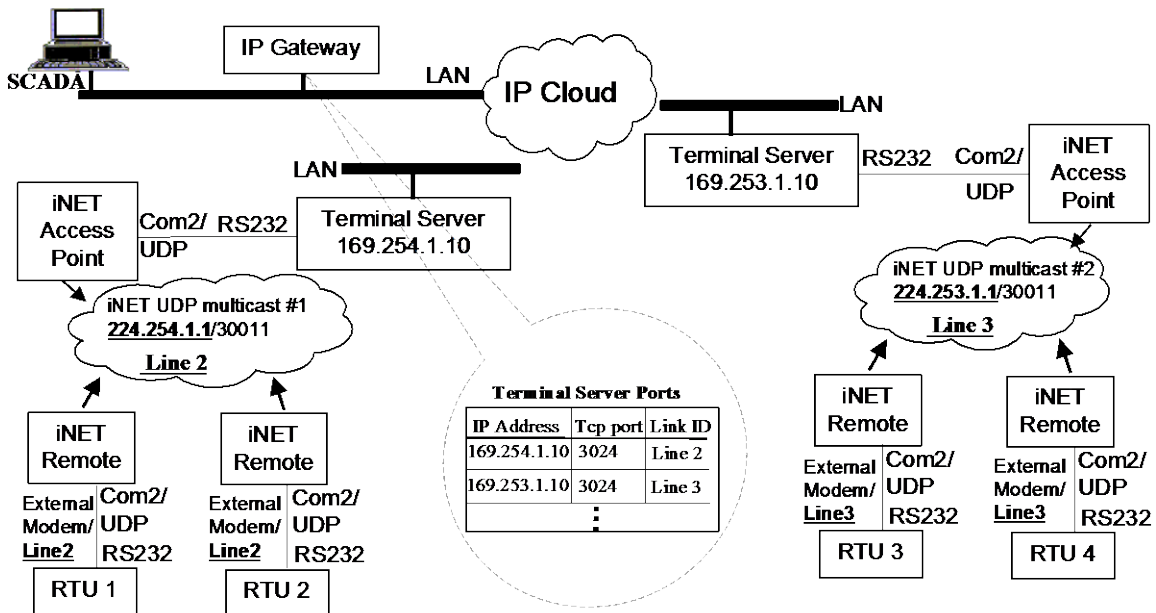 IP Gateway
SCADA
LAN
IP Cloud
LAN
Terminal Server
169.253.1.10
RS232
Com2/
UDP
iNET
Access
Point
LAN
Terminal Server
169.254.1.10
iNET
Access
Point
Com2/
UDP
RS232
iNET UDP multicast #1
224.254.1.1/30011
Line 2
iNET UDP multicast #2
224.253.1.1/30011
Line 3
iNET
Remote
iNET
Remote
External
Modem/
Line2
Com2/
UDP
RS232
External
Modem/
Line2
Com2/
UDP
RS232
RTU 1
RTU 2
Terminal Server Ports
IP Address Tcp port Link ID
169.254.1.10 3024 Line 2
169.253.1.10 3024 Line 3
iNET
Remote
iNET
Remote
External
Modem/
Line3
Com2/
UDP
RS232
External
Modem/
Line3
Com2/
UDP
RS232
RTU 3
RTU 4